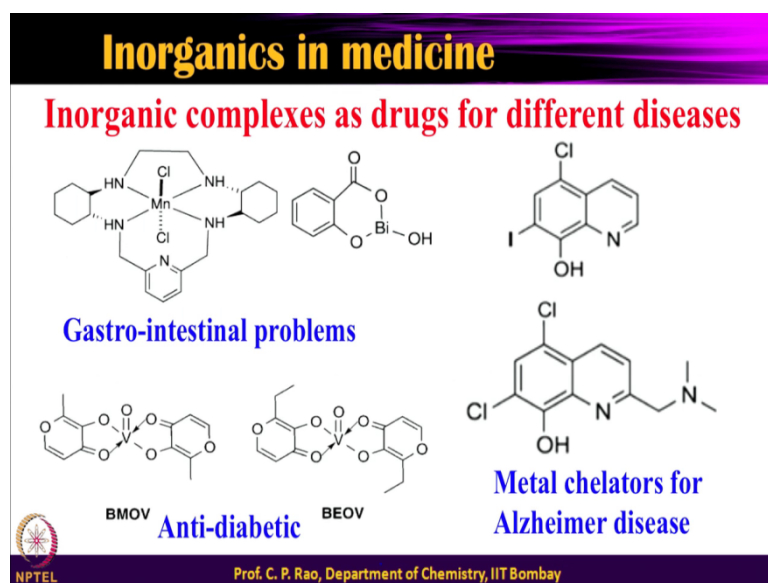 Inorganics in medicine
Inorganic complexes as drugs for different diseases
Cl
HN
NH
Mn
HN
NH
Cl
N
O
O
O
Bi
OH
Cl
I
N
OH
Gastro-intestinal problems
Cl
Cl
N
N
OH
O
O
O
O
V
O
O
O
O
O
O
O
V
O
O
O
BMOV
Anti-diabetic
BEOV
Metal chelators for
Alzheimer disease
NPTEL
Prof. C. P. Rao, Department of Chemistry, IIT Bombay